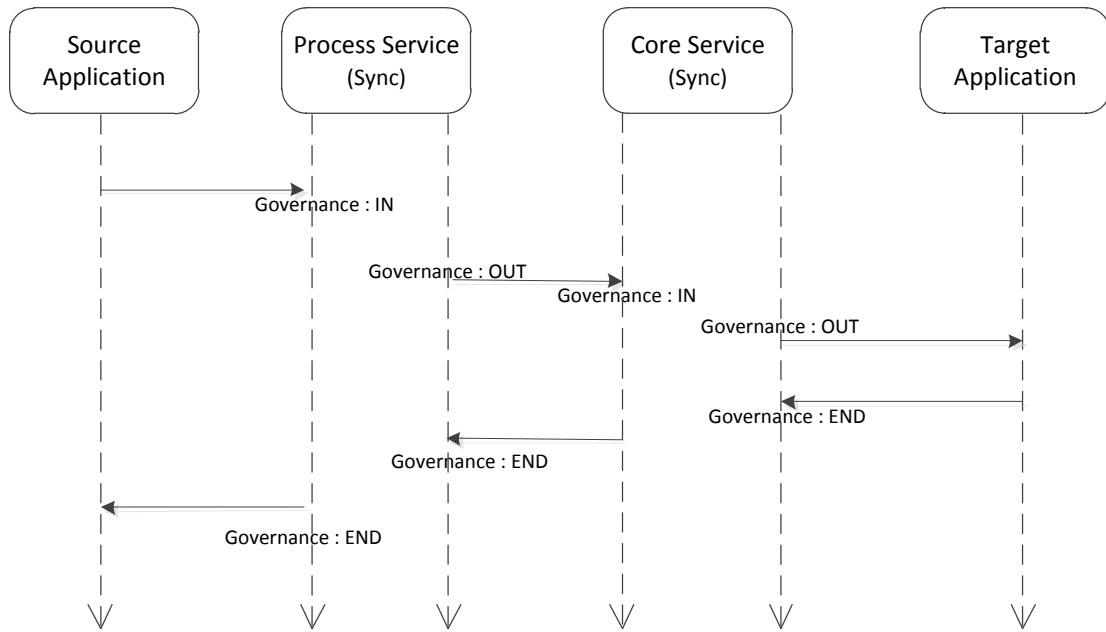 Source
Application
Process Service
(Sync)
Core Service
(Sync)
Target
Application
Governance : IN
Governance : OUT
Governance : IN
Governance : OUT
Governance : END
Governance : END
Governance : END